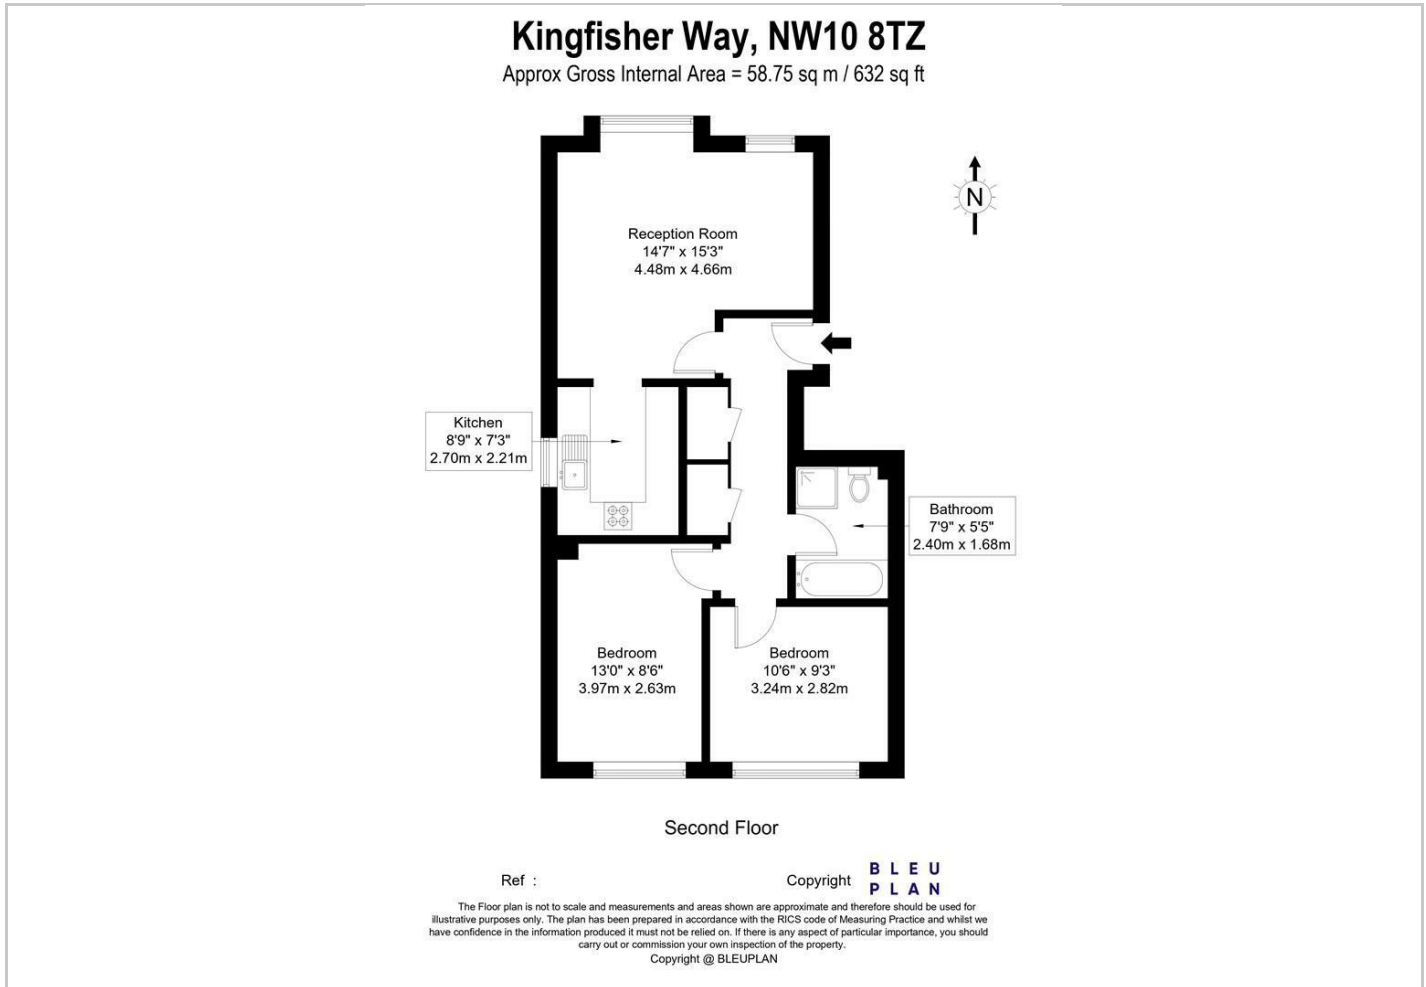 Kingfisher Way, NW10 8TZ
Approx Gross Internal Area = 58.75 sq m / 632 sq ft
N
Reception Room
14'7" x 15'3"
4.48m x 4.66m
Kitchen
8'9" x 7'3"
2.70m x 2.21m
Bathroom
7'9" x 5'5"
2.40m x 1.68m
Bedroom
13'0" x 8'6"
3.97m x 2.63m
Bedroom
10'6" x 9'3"
3.24m x 2.82m
Second Floor
Ref :
Copyright
BLEU
PLAN
The Floor plan is not to scale and measurements and areas shown are approximate and therefore should be used for
illustrative purposes only. The plan has been prepared in accordance with the RICS code of Measuring Practice and whilst we
have confidence in the information produced it must not be relied on. If there is any aspect of particular importance, you should
carry out or commission your own inspection of the property.
Copyright @ BLEUPLAN